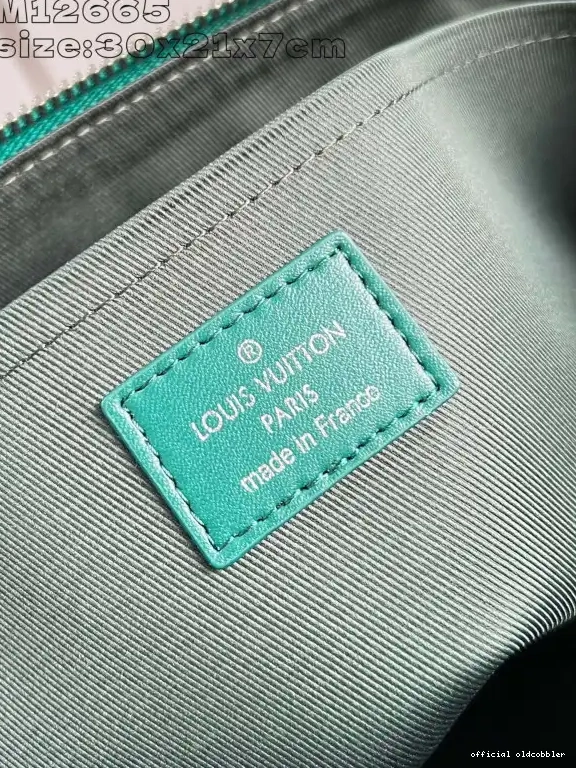 M12665
size:30x21x7cm
®
LOUIS VUITTON
PARIS
made in France
official oldcobbler